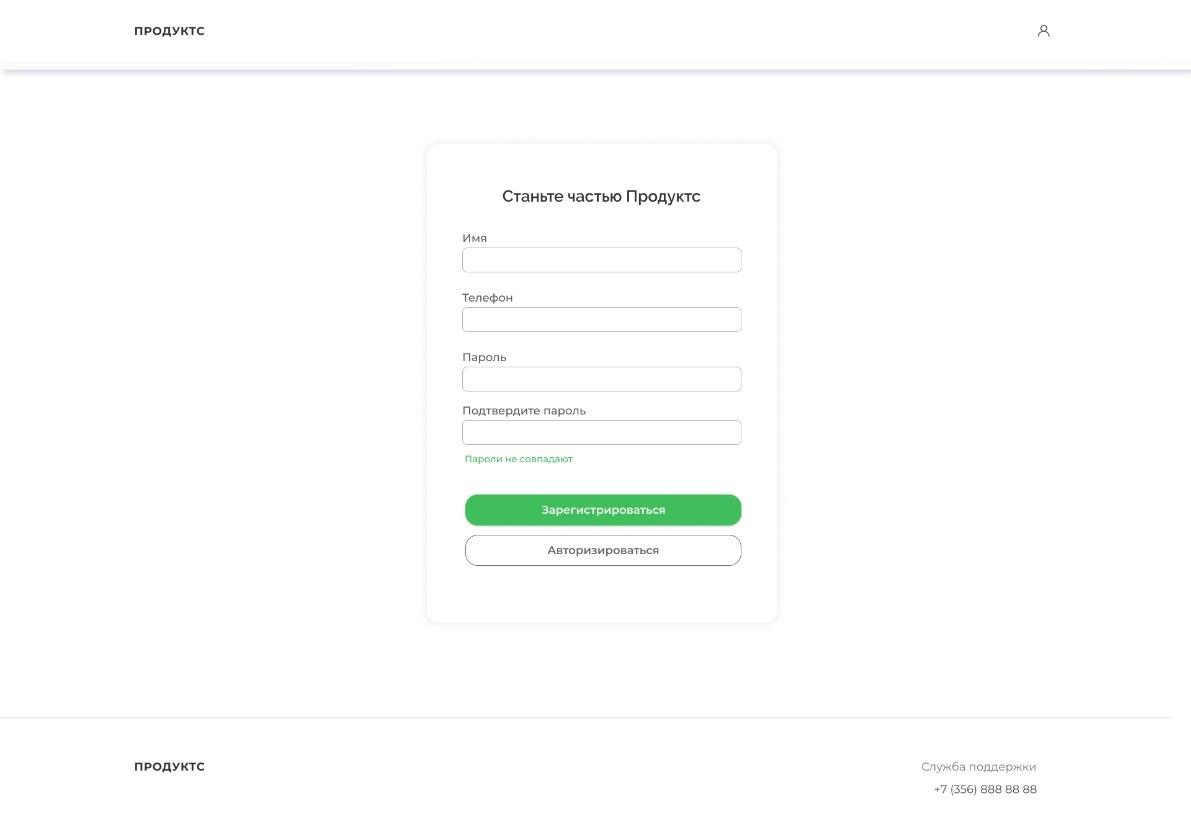 ПРОДУКТС
Станьте частью Продуктс
Имя
Телефон
Пароль
Подтвердите пароль
Пароли не совпадают
Зарегистрироваться
Авторизироваться
ПРОДУКТС
Служба поддержки
+7 (356) 888 88 88